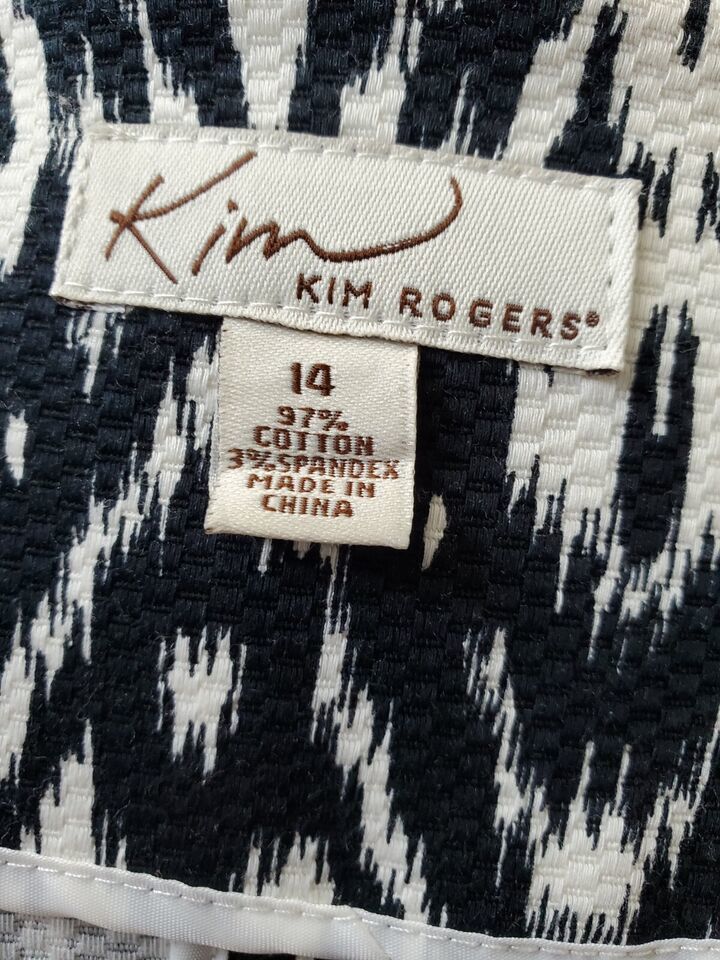 Kim
KIM ROGERS®
14
97%
COTTON
3% SPANDEX
MADE IN
CHINA